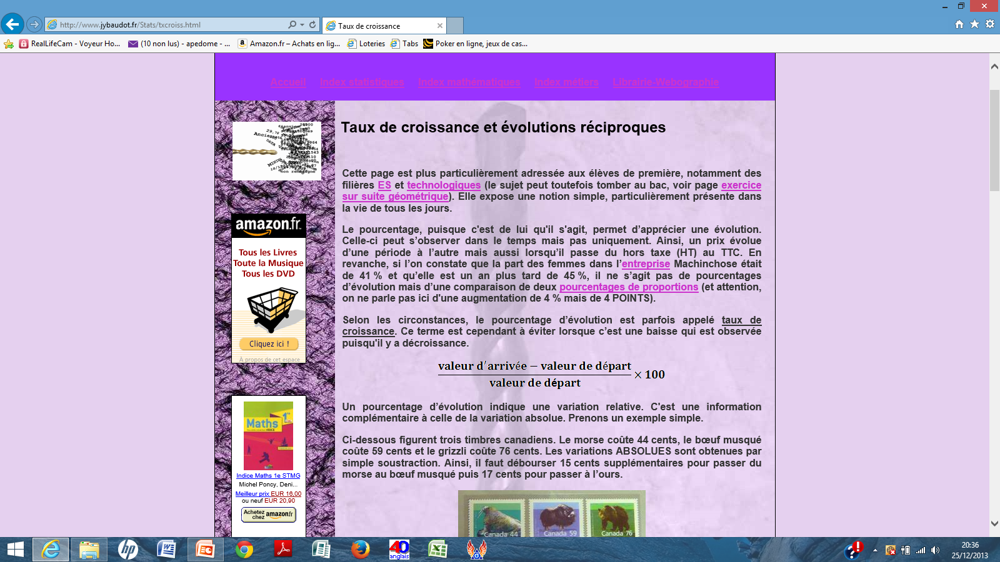 http://www.jybaudot.fr/Stats/txcroiss.html
Taux de croissance
RealLifeCam - Voyeur Ho...
(10 non lus) - apedome - ...
Amazon.fr – Achats en lig...
Loteries
Tabs
Poker en ligne, jeux de cas...
Accueil Index statistiques Index mathématiques Index métiers Librairie-Webographie
amazon.fr™
Tous les Livres
Toute la Musique
Tous les DVD
Cliquez ici !
À propos de cet espace
Maths
1re
Indice Maths 1e STMG
Michel Poncy, Deni...
Meilleur prix EUR 16,00
ou neuf EUR 20,90
Achetez
chez amazon.fr
Taux de croissance et évolutions réciproques
Cette page est plus particulièrement adressée aux élèves de première, notamment des
filières ES et technologiques (le sujet peut toutefois tomber au bac, voir page exercice
sur suite géométrique). Elle expose une notion simple, particulièrement présente dans
la vie de tous les jours.
Le pourcentage, puisque c'est de lui qu'il s'agit, permet d’apprécier une évolution.
Celle-ci peut s’observer dans le temps mais pas uniquement. Ainsi, un prix évolue
d’une période à l’autre mais aussi lorsqu’il passe du hors taxe (HT) au TTC. En
revanche, si l’on constate que la part des femmes dans l’entreprise Machinchose était
de 41 % et qu’elle est un an plus tard de 45 %, il ne s’agit pas de pourcentages
d’évolution mais d’une comparaison de deux pourcentages de proportions (et attention,
on ne parle pas ici d'une augmentation de 4 % mais de 4 POINTS).
Selon les circonstances, le pourcentage d’évolution est parfois appelé taux de
croissance. Ce terme est cependant à éviter lorsque c’est une baisse qui est observée
puisqu'il y a décroissance.
valeur d′arrivée − valeur de départ
valeur de départ
× 100
Un pourcentage d’évolution indique une variation relative. C'est une information
complémentaire à celle de la variation absolue. Prenons un exemple simple.
Ci-dessous figurent trois timbres canadiens. Le morse coûte 44 cents, le bœuf musqué
coûte 59 cents et le grizzli coûte 76 cents. Les variations ABSOLUES sont obtenues par
simple soustraction. Ainsi, il faut débourser 15 cents supplémentaires pour passer du
morse au bœuf musqué puis 17 cents pour passer à l’ours.
Canada 44
Canada 59
Canada 76
40
anglais
20:36
25/12/2013